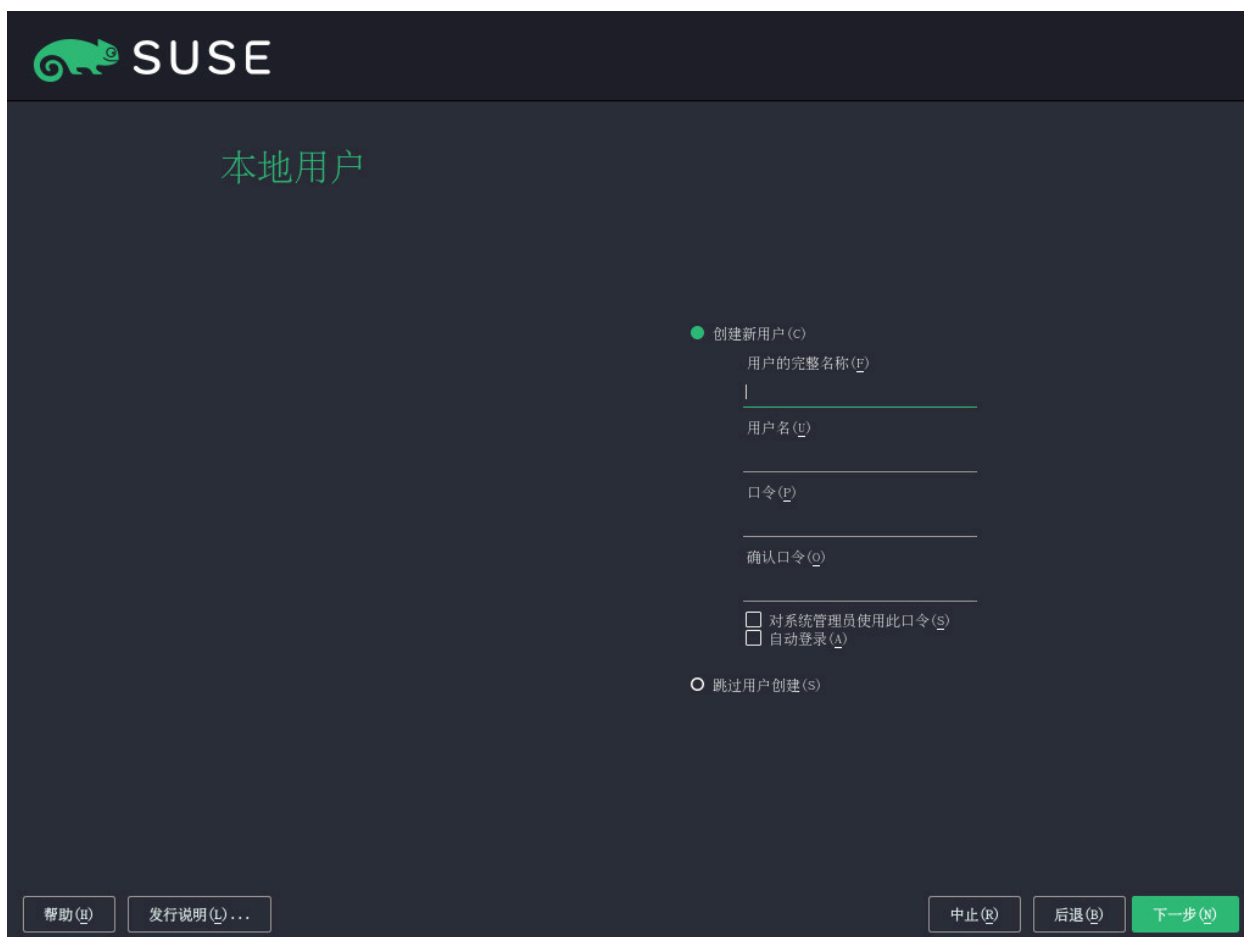 SUSE
本地用户
创建新用户(C)
用户的完整名称(F)
用户名(U)
口令(P)
确认口令(O)
对系统管理员使用此口令(S)
自动登录(A)
跳过用户创建(S)
帮助(H) 发行说明(L)... 中止(R) 后退(B) 下一步(N)